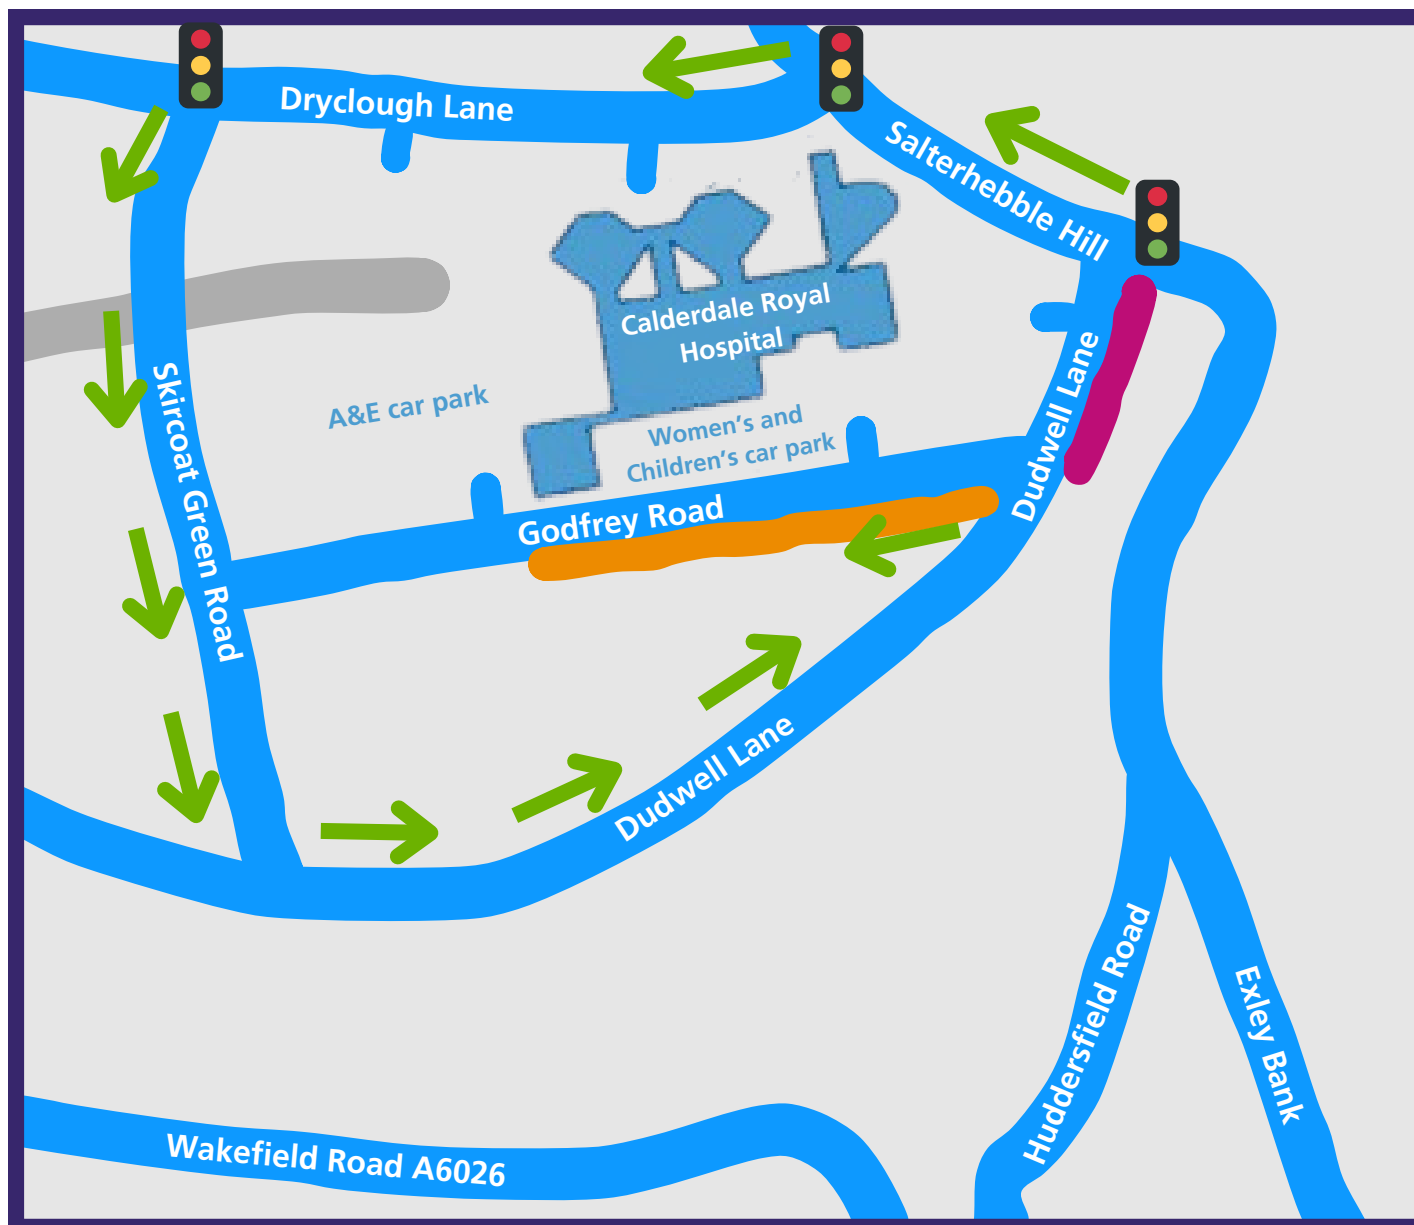 Dryclough Lane
Salterhebble Hill
Calderdale Royal
Hospital
Dudwell Lane
Skircoat Green Road
A&E car park
Women's and
Children's car park
Godfrey Road
Dudwell Lane
Huddersfield Road
Exley Bank
Wakefield Road A6026